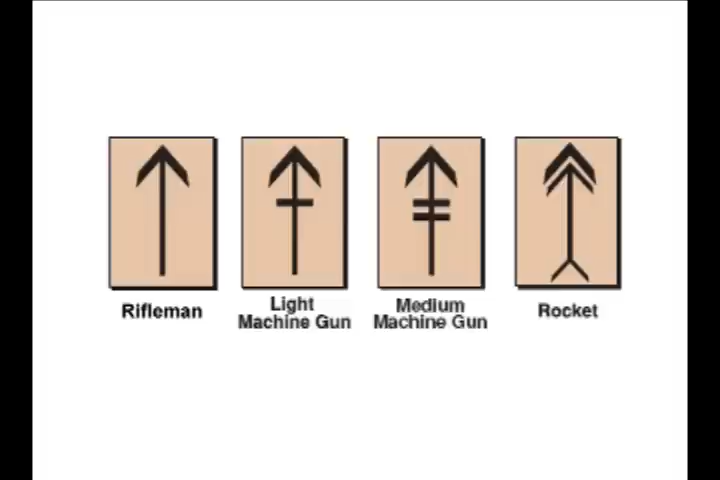 Rifleman
Light
Machine Gun
Medium
Machine Gun
Rocket